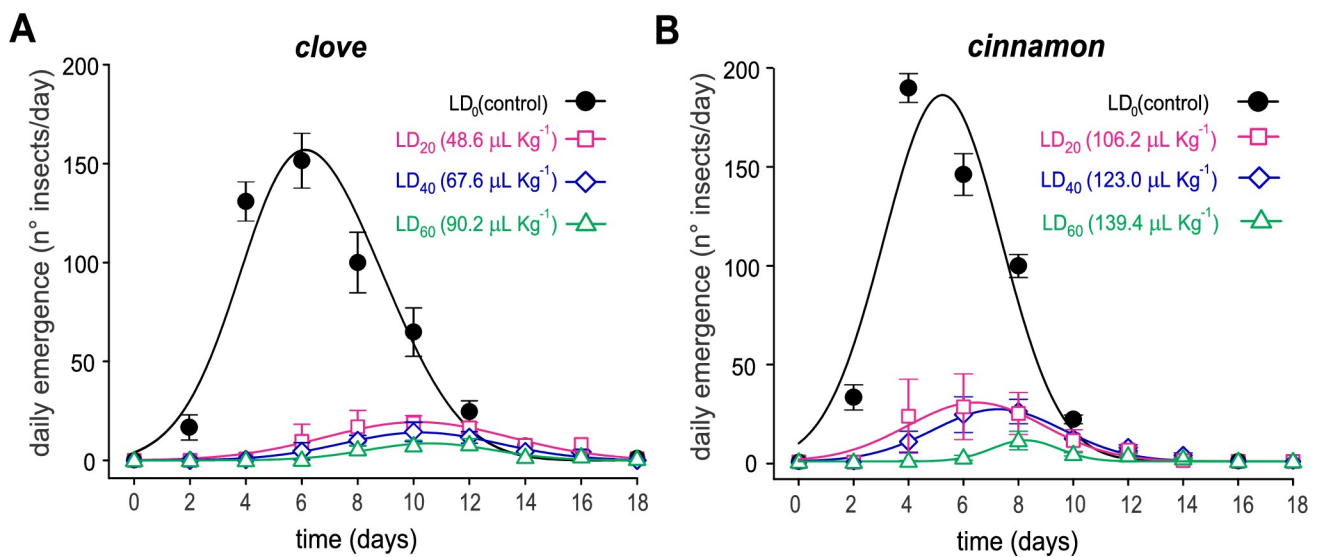 A
clove
daily emergence (n° insects/day)
200
150
100
50
0
LD₀(control)
LD₂₀ (48.6 µL Kg⁻¹)
LD₄₀ (67.6 µL Kg⁻¹)
LD₆₀ (90.2 µL Kg⁻¹)
0 2 4 6 8 10 12 14 16 18
time (days)
B
cinnamon
daily emergence (n° insects/day)
200
150
100
50
0
LD₀(control)
LD₂₀ (106.2 µL Kg⁻¹)
LD₄₀ (123.0 µL Kg⁻¹)
LD₆₀ (139.4 µL Kg⁻¹)
0 2 4 6 8 10 12 14 16 18
time (days)